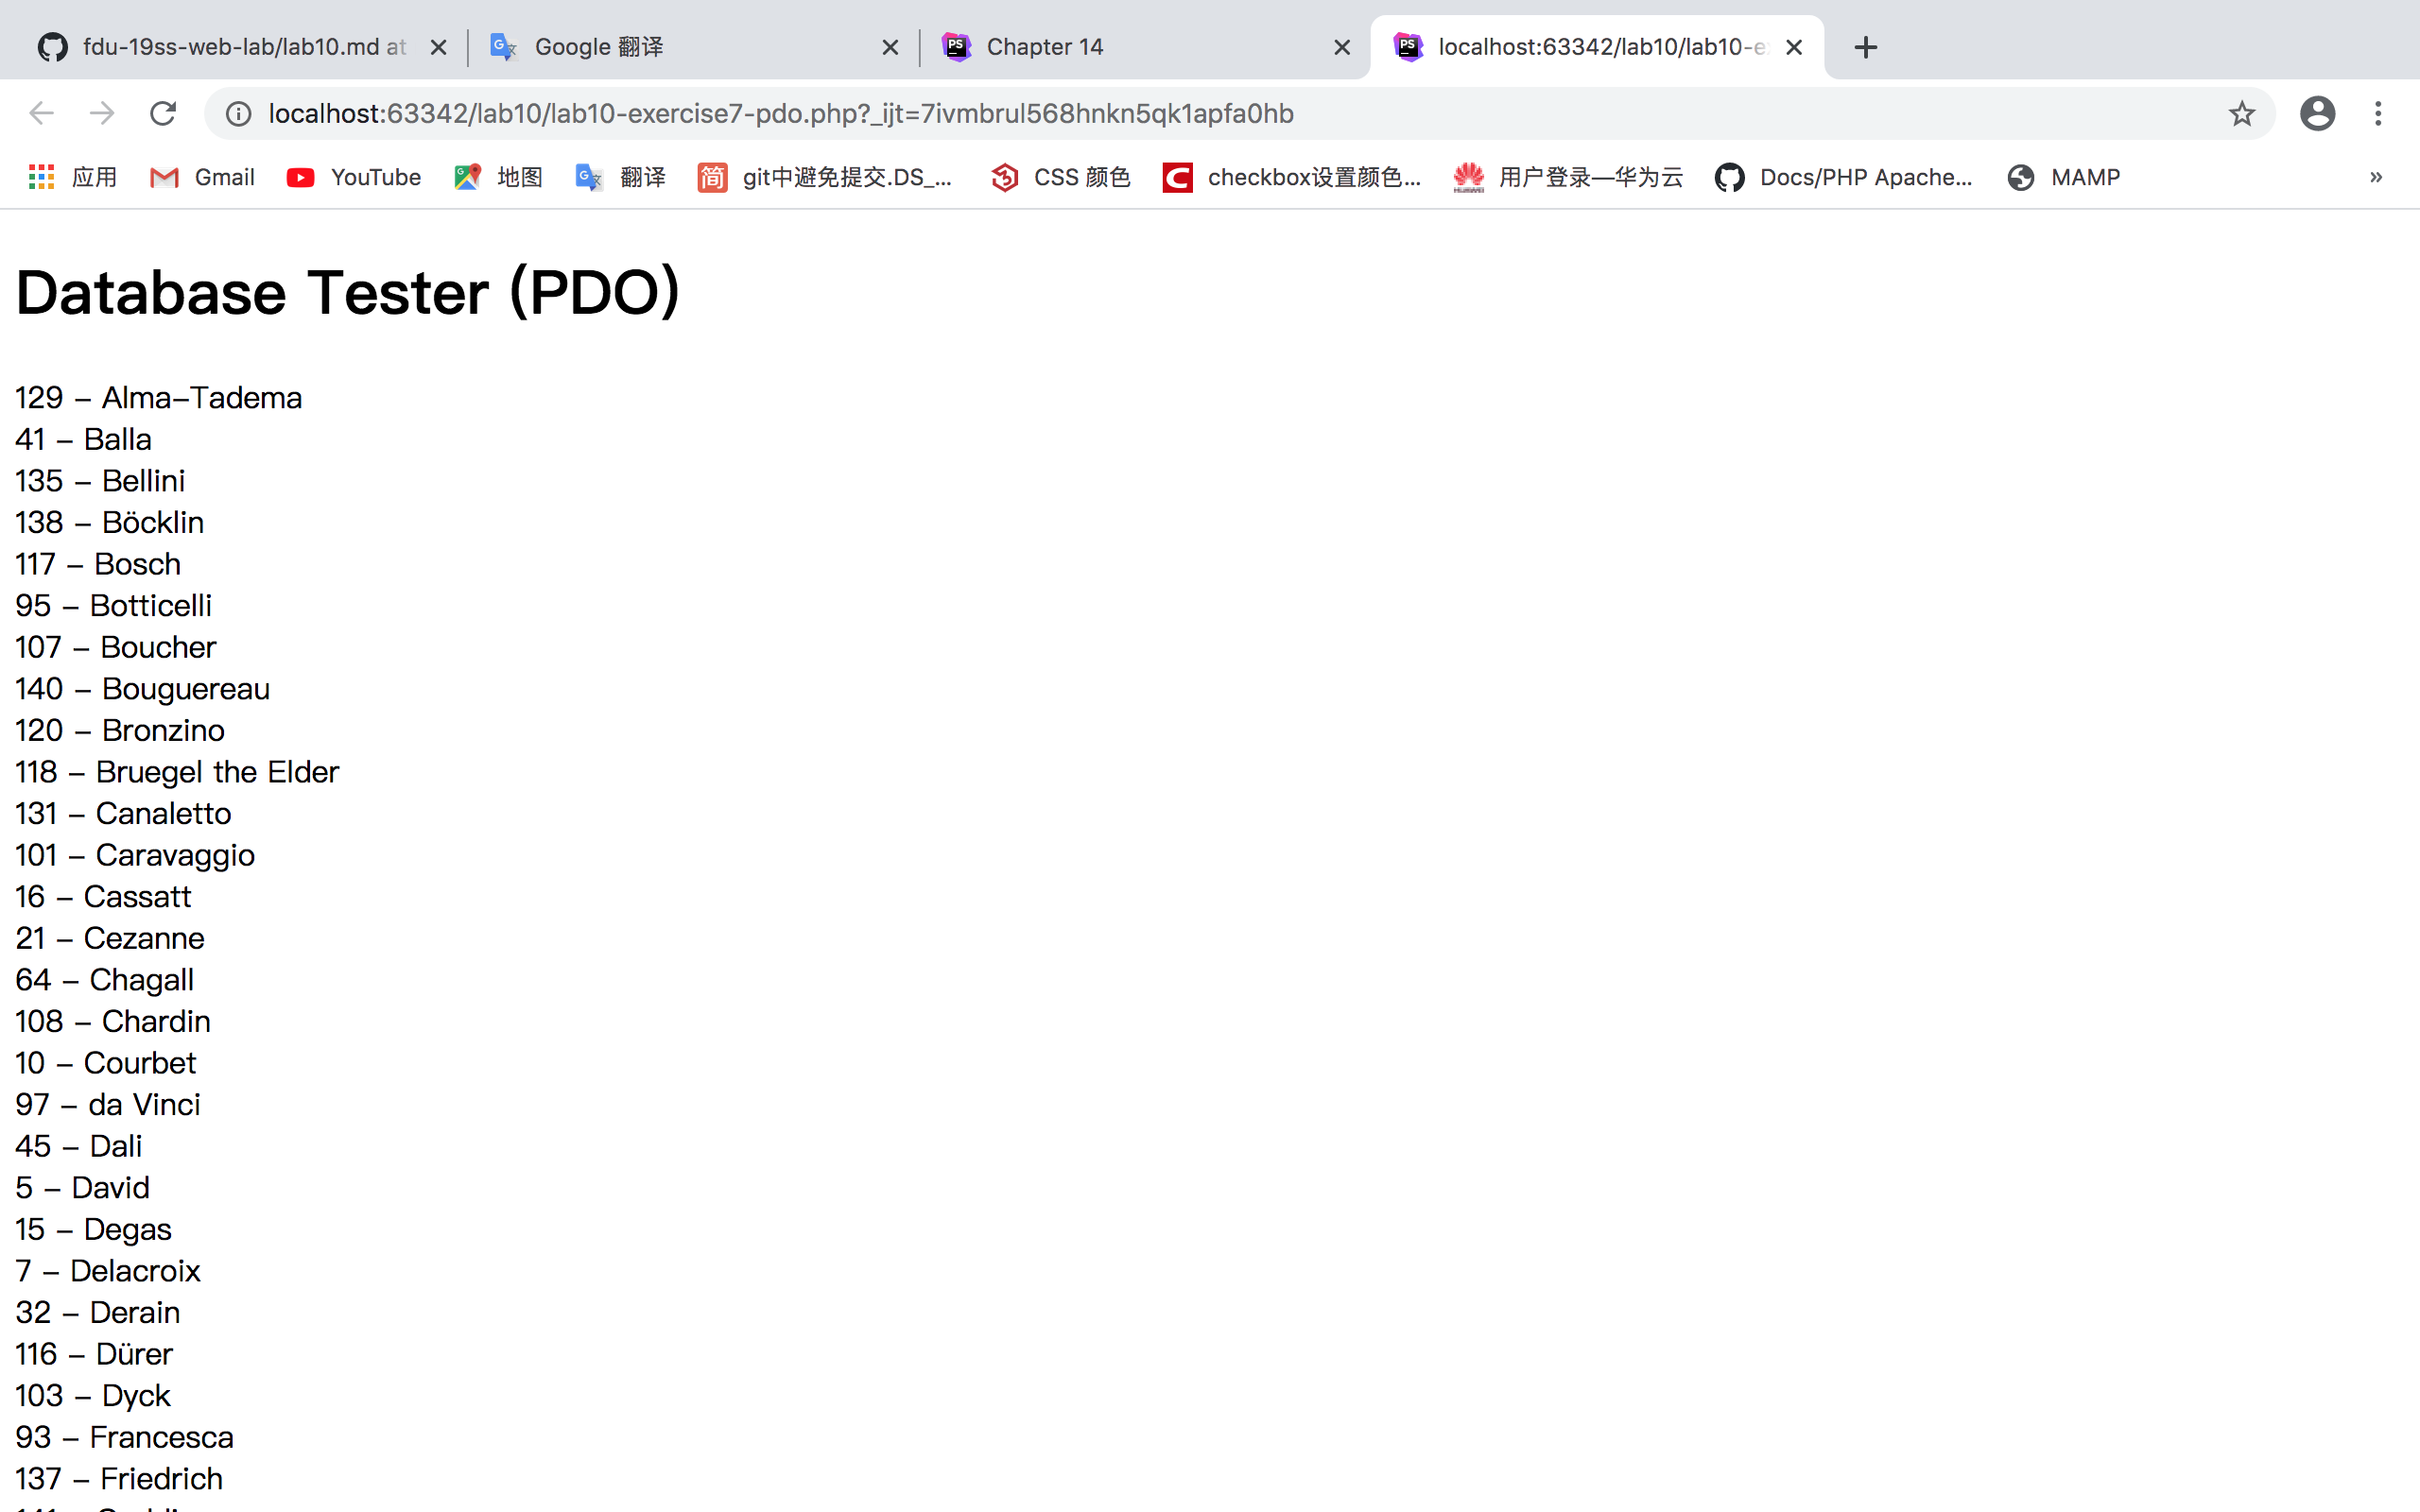 fdu-19ss-web-lab/lab10.md at
Google 翻译
Chapter 14
localhost:63342/lab10/lab10-e
localhost:63342/lab10/lab10-exercise7-pdo.php?_ijt=7ivmbrul568hnkn5qk1apfa0hb
应用 Gmail YouTube 地图 翻译 简 git中避免提交.DS_... CSS 颜色 checkbox设置颜色... 用户登录—华为云 Docs/PHP Apache... MAMP »
Database Tester (PDO)
129 – Alma–Tadema
41 – Balla
135 – Bellini
138 – Böcklin
117 – Bosch
95 – Botticelli
107 – Boucher
140 – Bouguereau
120 – Bronzino
118 – Bruegel the Elder
131 – Canaletto
101 – Caravaggio
16 – Cassatt
21 – Cezanne
64 – Chagall
108 – Chardin
10 – Courbet
97 – da Vinci
45 – Dali
5 – David
15 – Degas
7 – Delacroix
32 – Derain
116 – Dürer
103 – Dyck
93 – Francesca
137 – Friedrich